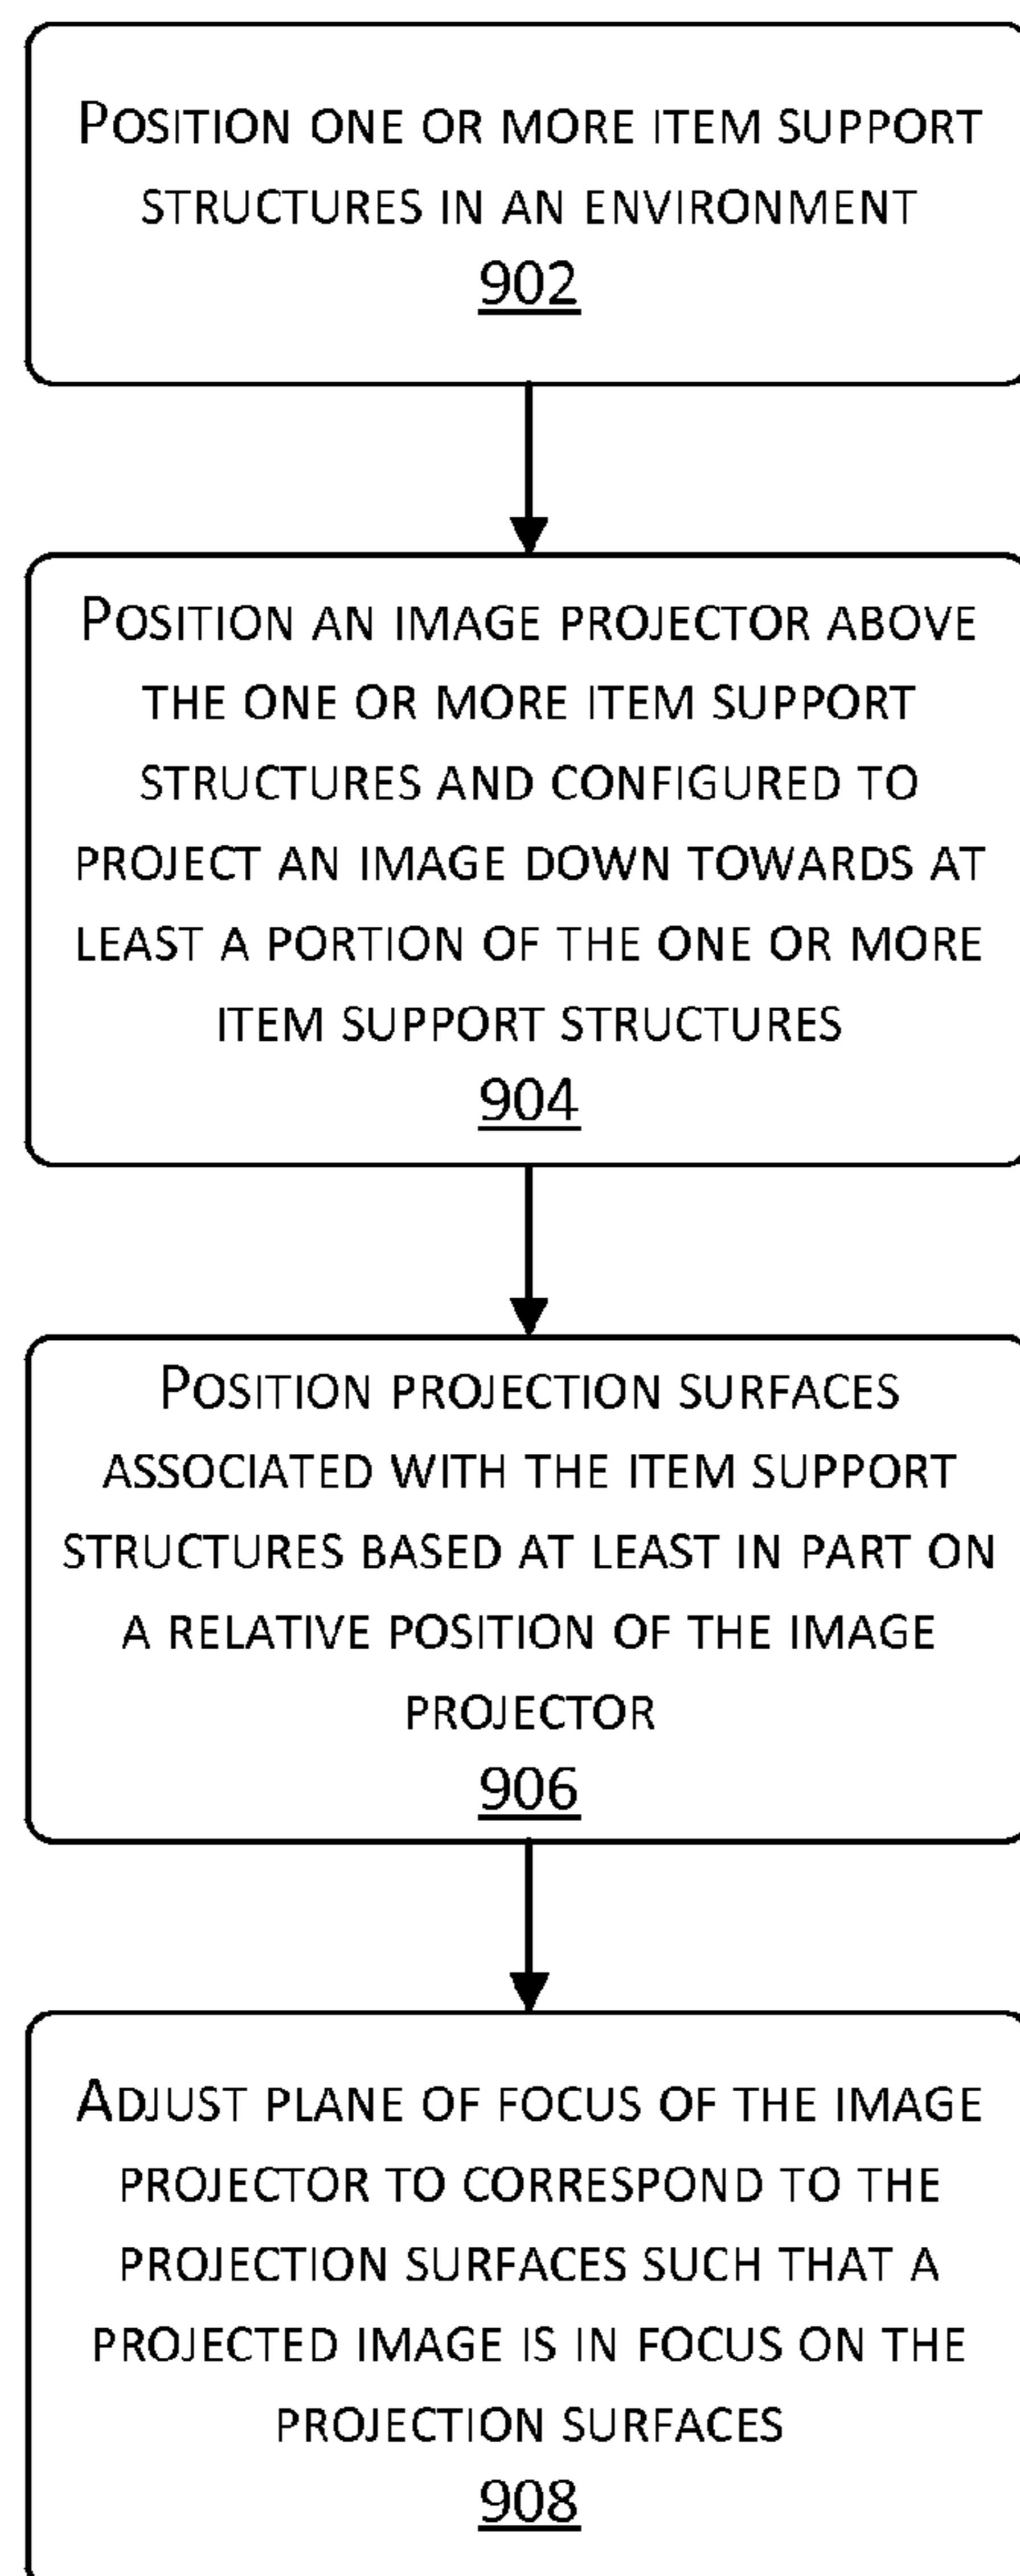 POSITION ONE OR MORE ITEM SUPPORT
STRUCTURES IN AN ENVIRONMENT
902
POSITION AN IMAGE PROJECTOR ABOVE
THE ONE OR MORE ITEM SUPPORT
STRUCTURES AND CONFIGURED TO
PROJECT AN IMAGE DOWN TOWARDS AT
LEAST A PORTION OF THE ONE OR MORE
ITEM SUPPORT STRUCTURES
904
POSITION PROJECTION SURFACES
ASSOCIATED WITH THE ITEM SUPPORT
STRUCTURES BASED AT LEAST IN PART ON
A RELATIVE POSITION OF THE IMAGE
PROJECTOR
906
ADJUST PLANE OF FOCUS OF THE IMAGE
PROJECTOR TO CORRESPOND TO THE
PROJECTION SURFACES SUCH THAT A
PROJECTED IMAGE IS IN FOCUS ON THE
PROJECTION SURFACES
908